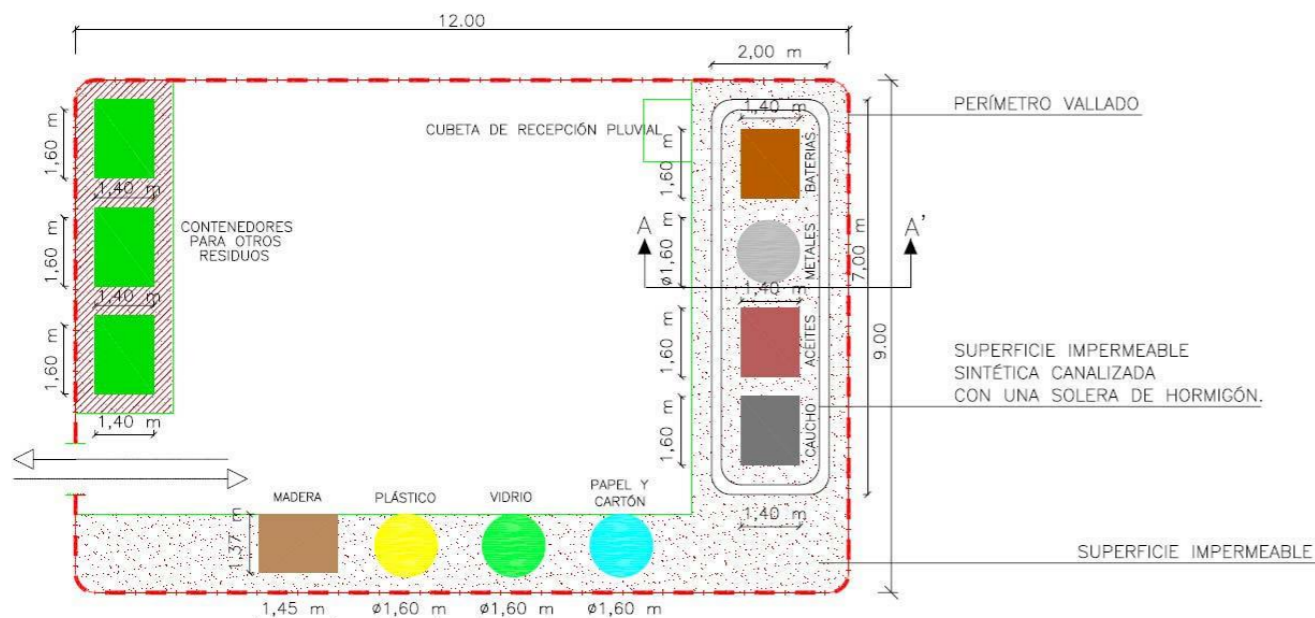 12.00
2,00 m
PERÍMETRO VALLADO
1,40 m
CUBETA DE RECEPCIÓN PLUVIAL
1,60 m
1,60 m
BATERIAS
1,40 m
CONTENEDORES
PARA OTROS
RESIDUOS
1,60 m
A
A'
ø1,60 m
METALES
7,00 m
1,40 m
1,40 m
9.00
1,60 m
1,60 m
ACEITES
SUPERFICIE IMPERMEABLE
SINTÉTICA CANALIZADA
CON UNA SOLERA DE HORMIGÓN.
1,40 m
1,60 m
CAUCHO
MADERA
PLÁSTICO
VIDRIO
PAPEL Y
CARTÓN
1,40 m
1,37 m
SUPERFICIE IMPERMEABLE
1,45 m
ø1,60 m
ø1,60 m
ø1,60 m